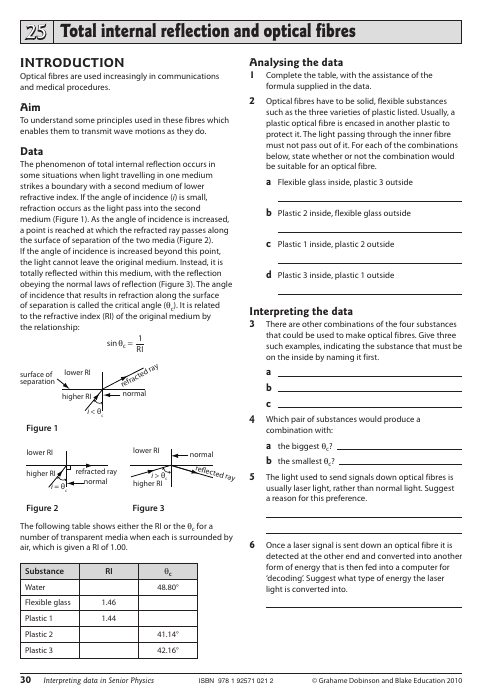 25 Total internal reflection and optical fibres
INTRODUCTION
Optical fibres are used increasingly in communications
and medical procedures.
Aim
To understand some principles used in these fibres which
enables them to transmit wave motions as they do.
Data
The phenomenon of total internal reflection occurs in
some situations when light travelling in one medium
strikes a boundary with a second medium of lower
refractive index. If the angle of incidence (i) is small,
refraction occurs as the light pass into the second
medium (Figure 1). As the angle of incidence is increased,
a point is reached at which the refracted ray passes along
the surface of separation of the two media (Figure 2).
If the angle of incidence is increased beyond this point,
the light cannot leave the original medium. Instead, it is
totally reflected within this medium, with the reflection
obeying the normal laws of reflection (Figure 3). The angle
of incidence that results in refraction along the surface
of separation is called the critical angle (θc). It is related
to the refractive index (RI) of the original medium by
the relationship:
sin θc = 1/RI
surface of
separation
lower RI
refracted ray
higher RI
normal
i < θc
Figure 1
lower RI
higher RI
refracted ray
normal
i = θc
Figure 2
lower RI
normal
i > θc
reflected ray
higher RI
Figure 3
The following table shows either the RI or the θc for a
number of transparent media when each is surrounded by
air, which is given a RI of 1.00.
Substance RI θc
Water 48.80°
Flexible glass 1.46
Plastic 1 1.44
Plastic 2 41.14°
Plastic 3 42.16°
Analysing the data
1 Complete the table, with the assistance of the
formula supplied in the data.
2 Optical fibres have to be solid, flexible substances
such as the three varieties of plastic listed. Usually, a
plastic optical fibre is encased in another plastic to
protect it. The light passing through the inner fibre
must not pass out of it. For each of the combinations
below, state whether or not the combination would
be suitable for an optical fibre.
a Flexible glass inside, plastic 3 outside
b Plastic 2 inside, flexible glass outside
c Plastic 1 inside, plastic 2 outside
d Plastic 3 inside, plastic 1 outside
Interpreting the data
3 There are other combinations of the four substances
that could be used to make optical fibres. Give three
such examples, indicating the substance that must be
on the inside by naming it first.
a
b
c
4 Which pair of substances would produce a
combination with:
a the biggest θc?
b the smallest θc?
5 The light used to send signals down optical fibres is
usually laser light, rather than normal light. Suggest
a reason for this preference.
6 Once a laser signal is sent down an optical fibre it is
detected at the other end and converted into another
form of energy that is then fed into a computer for
'decoding'. Suggest what type of energy the laser
light is converted into.
30 Interpreting data in Senior Physics ISBN 978 1 92571 021 2 © Grahame Dobinson and Blake Education 2010